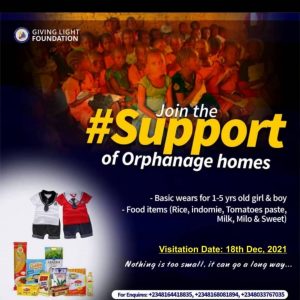 GIVING LIGHT
FOUNDATION
Join the
#Support
of Orphanage homes
- Basic wears for 1-5 yrs old girl & boy
- Food items (Rice, indomie, Tomatoes paste,
Milk, Milo & Sweet)
Visitation Date: 18th Dec, 2021
Nothing is too small, it can go a long way...
For Enquires: +2348164418835, +2348168081894, +2348033767035